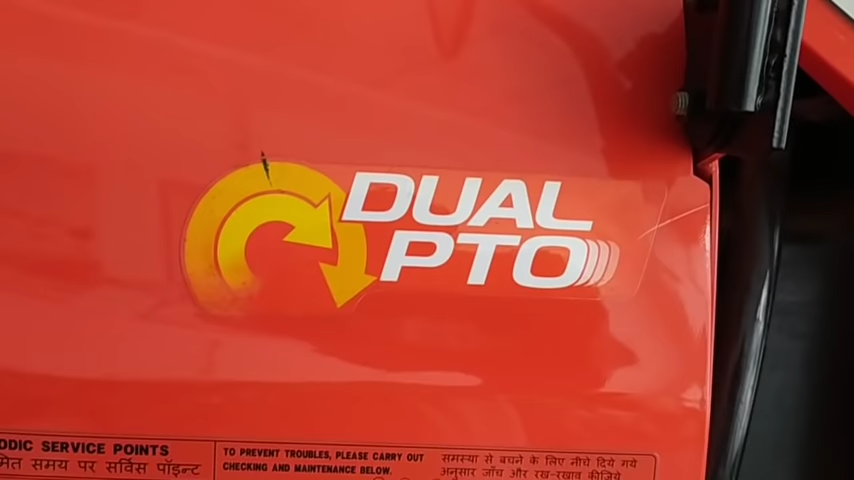 DUAL
PTO
ODIC SERVICE POINTS
मित समय पर सर्विस पॉइन्ट
TO PREVENT TROUBLES, PLEASE CARRY OUT
CHECKING AND MAINTENANCE BELOW.
समस्या से बचने के लिए नीचे दिए गये
अनुसार जाँच और रख-रखाव कीजिये